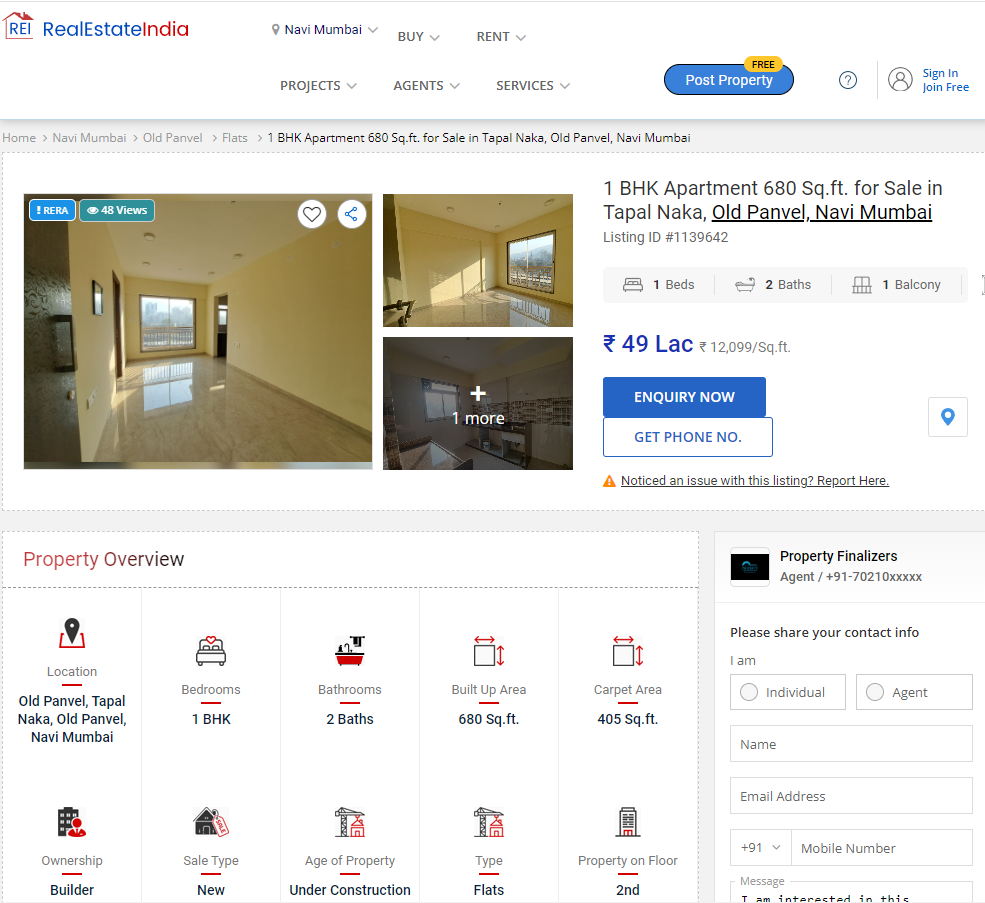 REI RealEstateIndia
Navi Mumbai
BUY
RENT
PROJECTS
AGENTS
SERVICES
FREE
Post Property
?
Sign In
Join Free
Home > Navi Mumbai > Old Panvel > Flats > 1 BHK Apartment 680 Sq.ft. for Sale in Tapal Naka, Old Panvel, Navi Mumbai
! RERA
48 Views
+
1 more
1 BHK Apartment 680 Sq.ft. for Sale in
Tapal Naka, Old Panvel, Navi Mumbai
Listing ID #1139642
1 Beds
2 Baths
1 Balcony
₹ 49 Lac ₹ 12,099/Sq.ft.
ENQUIRY NOW
GET PHONE NO.
Noticed an issue with this listing? Report Here.
Property Overview
Location
Old Panvel, Tapal
Naka, Old Panvel,
Navi Mumbai
Bedrooms
1 BHK
Bathrooms
2 Baths
Built Up Area
680 Sq.ft.
Carpet Area
405 Sq.ft.
Ownership
Builder
SALE
Sale Type
New
Age of Property
Under Construction
Type
Flats
Property on Floor
2nd
Property Finalizers
Agent / +91-70210xxxxx
Please share your contact info
I am
Individual
Agent
Name
Email Address
+91
Mobile Number
Message
I am interested in this